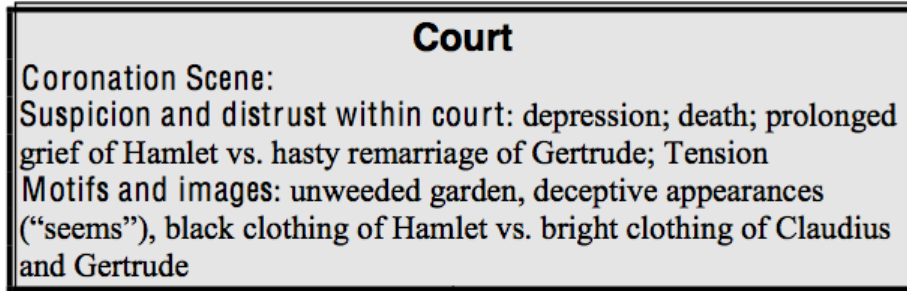 Court
Coronation Scene:
Suspicion and distrust within court: depression; death; prolonged
grief of Hamlet vs. hasty remarriage of Gertrude; Tension
Motifs and images: unweeded garden, deceptive appearances
(“seems”), black clothing of Hamlet vs. bright clothing of Claudius
and Gertrude